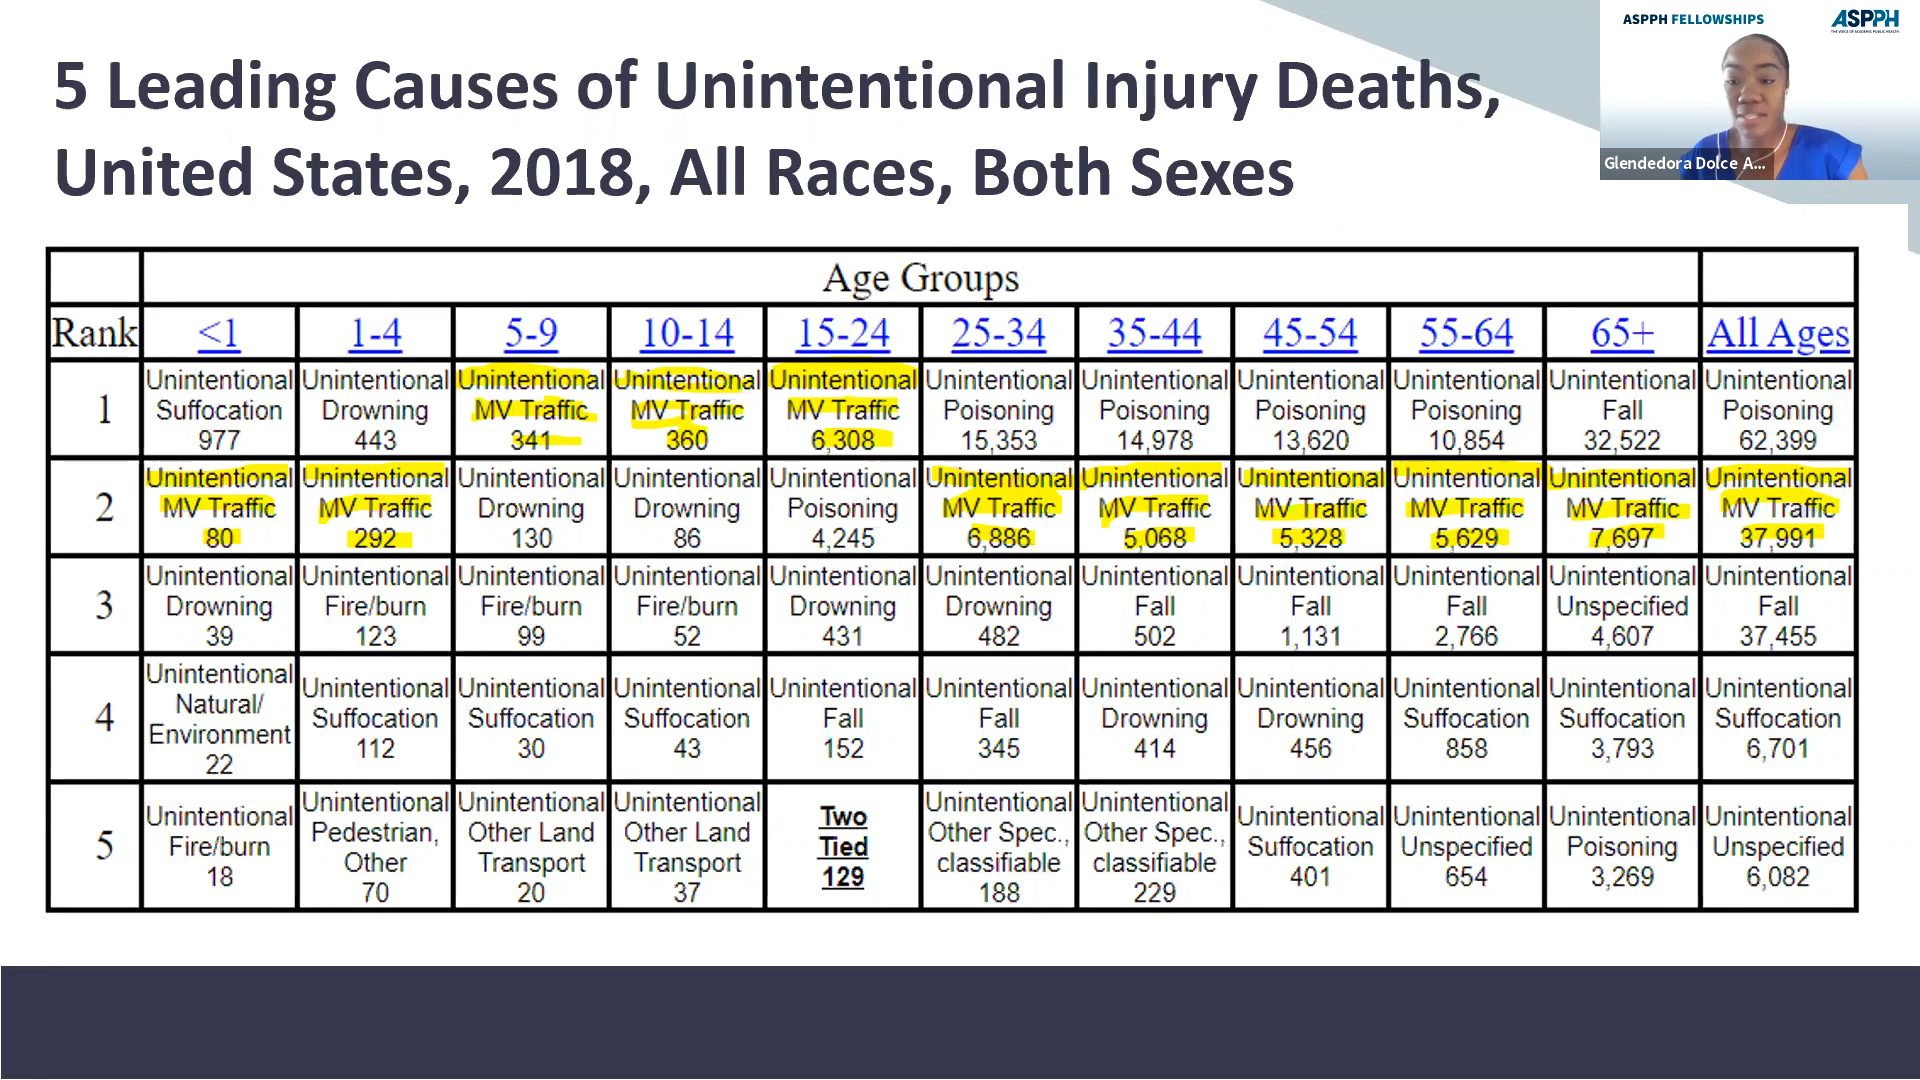 ASPPH FELLOWSHIPS
ASPPH
THE VOICE OF ACADEMIC PUBLIC HEALTH
Glendedora Dolce A...
5 Leading Causes of Unintentional Injury Deaths,
United States, 2018, All Races, Both Sexes
Age Groups
Rank <1 1-4 5-9 10-14 15-24 25-34 35-44 45-54 55-64 65+ All Ages
1
Unintentional
Suffocation
977
Unintentional
Drowning
443
Unintentional
MV Traffic
341
Unintentional
MV Traffic
360
Unintentional
MV Traffic
6,308
Unintentional
Poisoning
15,353
Unintentional
Poisoning
14,978
Unintentional
Poisoning
13,620
Unintentional
Poisoning
10,854
Unintentional
Fall
32,522
Unintentional
Poisoning
62,399
2
Unintentional
MV Traffic
80
Unintentional
MV Traffic
292
Unintentional
Drowning
130
Unintentional
Drowning
86
Unintentional
Poisoning
4,245
Unintentional
MV Traffic
6,886
Unintentional
MV Traffic
5,068
Unintentional
MV Traffic
5,328
Unintentional
MV Traffic
5,629
Unintentional
MV Traffic
7,697
Unintentional
MV Traffic
37,991
3
Unintentional
Drowning
39
Unintentional
Fire/burn
123
Unintentional
Fire/burn
99
Unintentional
Fire/burn
52
Unintentional
Drowning
431
Unintentional
Drowning
482
Unintentional
Fall
502
Unintentional
Fall
1,131
Unintentional
Fall
2,766
Unintentional
Unspecified
4,607
Unintentional
Fall
37,455
4
Unintentional
Natural/
Environment
22
Unintentional
Suffocation
112
Unintentional
Suffocation
30
Unintentional
Suffocation
43
Unintentional
Fall
152
Unintentional
Fall
345
Unintentional
Drowning
414
Unintentional
Drowning
456
Unintentional
Suffocation
858
Unintentional
Suffocation
3,793
Unintentional
Suffocation
6,701
5
Unintentional
Fire/burn
18
Unintentional
Pedestrian,
Other
70
Unintentional
Other Land
Transport
20
Unintentional
Other Land
Transport
37
Two
Tied
129
Unintentional
Other Spec.,
classifiable
188
Unintentional
Other Spec.,
classifiable
229
Unintentional
Suffocation
401
Unintentional
Unspecified
654
Unintentional
Poisoning
3,269
Unintentional
Unspecified
6,082